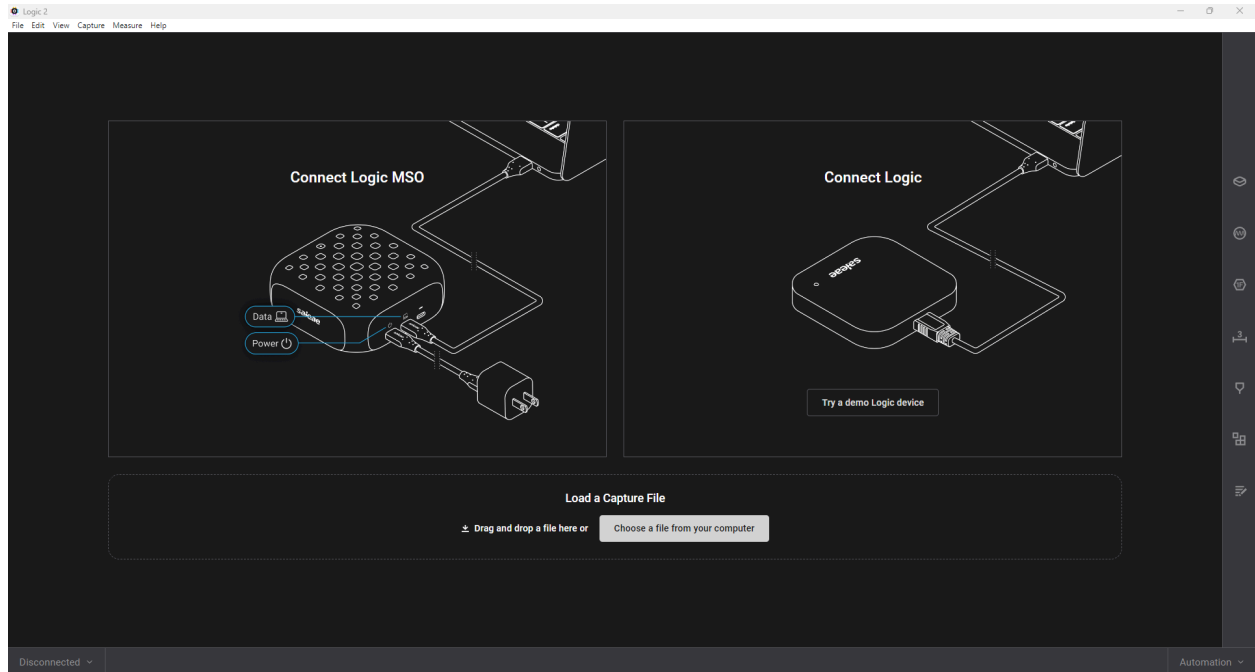 Logic 2
File Edit View Capture Measure Help
Connect Logic MSO
Data
saleae
Power
Connect Logic
saleae
Try a demo Logic device
Load a Capture File
Drag and drop a file here or
Choose a file from your computer
3
Disconnected
Automation